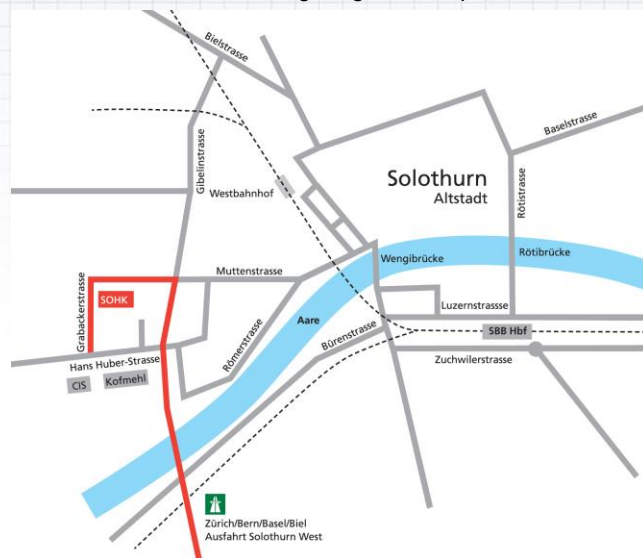 Bielstrasse
Baselstrasse
Gibelinstrasse
Westbahnhof
Solothurn
Altstadt
Rötistrasse
Wengibrücke
Rötibrücke
Muttenstrasse
Grabackerstrasse
SOHK
Aare
Luzernstrassse
SBB Hbf
Römerstrasse
Bürenstrasse
Zuchwilerstrasse
Hans Huber-Strasse
CIS
Kofmehl
Zürich/Bern/Basel/Biel
Ausfahrt Solothurn West